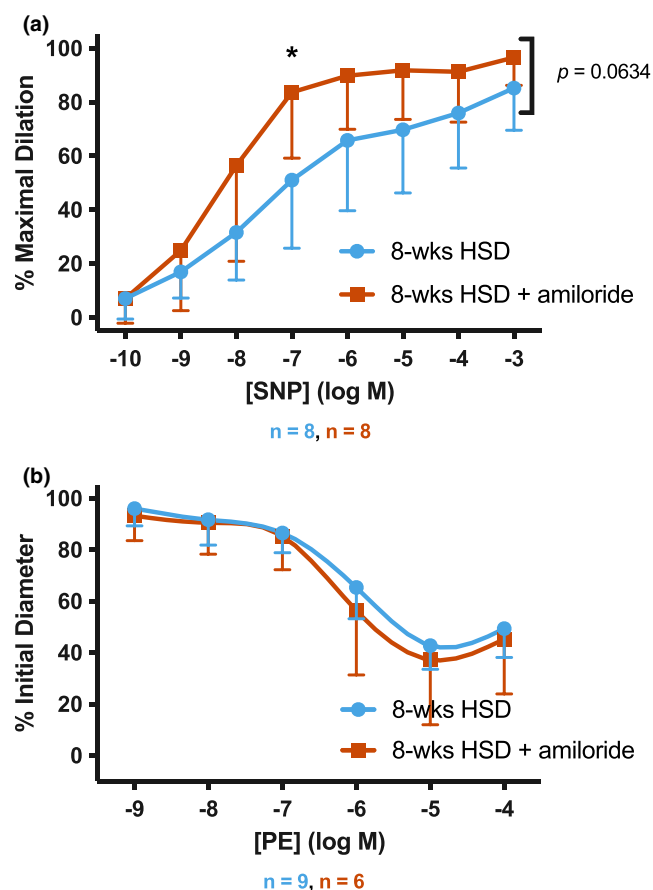 (a)
% Maximal Dilation
100
80
60
40
20
0
*
p = 0.0634
8-wks HSD
8-wks HSD + amiloride
-10 -9 -8 -7 -6 -5 -4 -3
[SNP] (log M)
n = 8, n = 8
(b)
% Initial Diameter
100
80
60
40
20
0
8-wks HSD
8-wks HSD + amiloride
-9 -8 -7 -6 -5 -4
[PE] (log M)
n = 9, n = 6